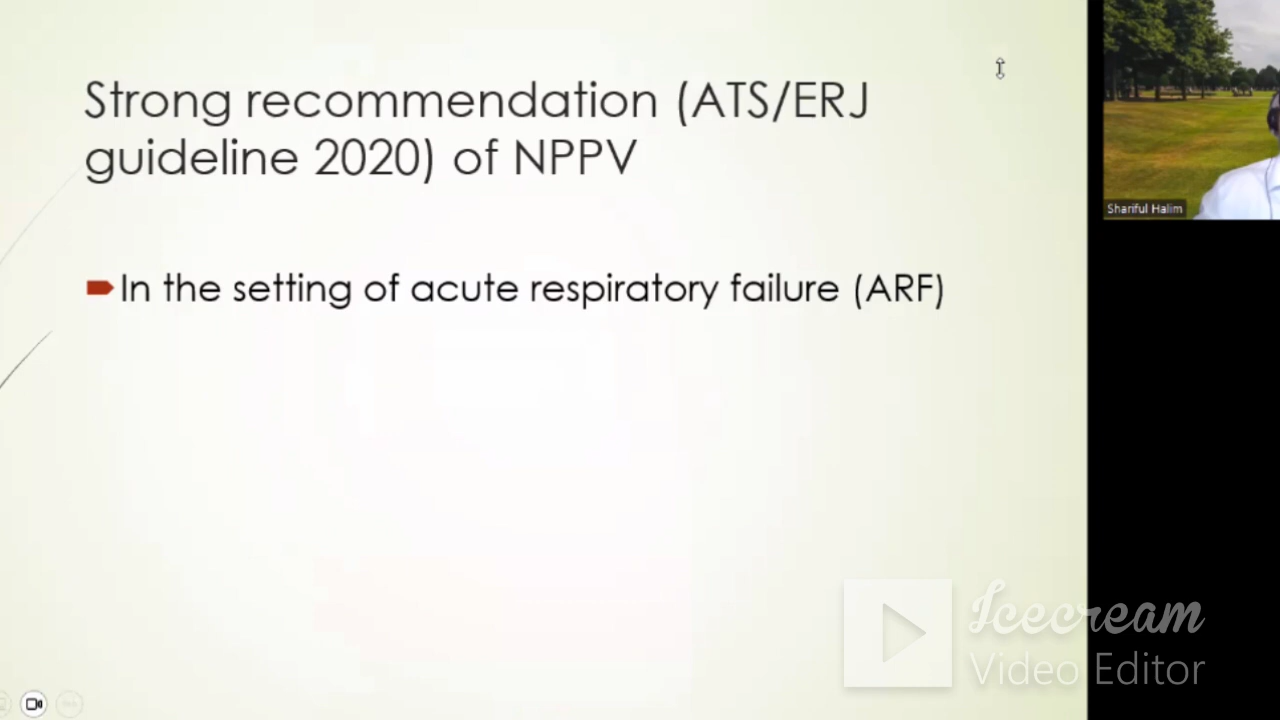 Strong recommendation (ATS/ERJ
guideline 2020) of NPPV
In the setting of acute respiratory failure (ARF)
Shariful Halim
Icecream
Video Editor